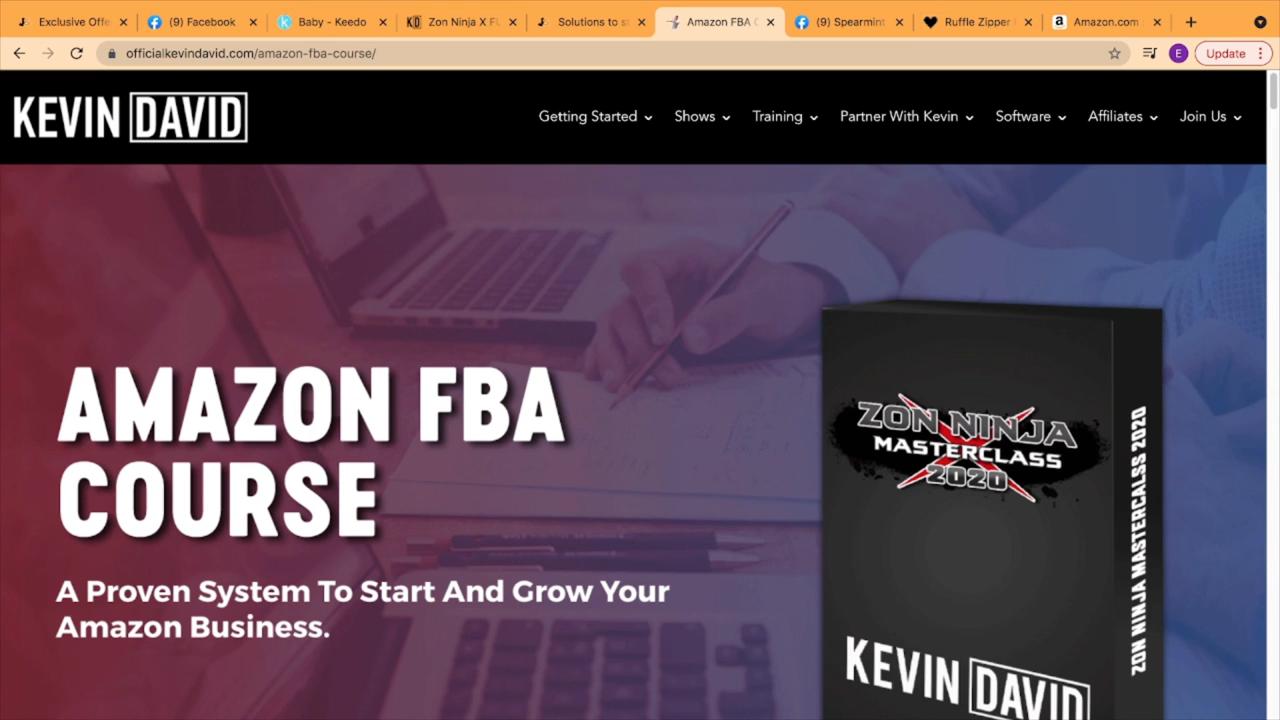 Exclusive Offe
(9) Facebook
Baby - Keedo
Zon Ninja X FU
Solutions to s
Amazon FBA C
(9) Spearmint
Ruffle Zipper
Amazon.com
officialkevindavid.com/amazon-fba-course/
E
Update
KEVIN DAVID
Getting Started
Shows
Training
Partner With Kevin
Software
Affiliates
Join Us
AMAZON FBA
COURSE
A Proven System To Start And Grow Your
Amazon Business.
ZON NINJA
MASTERCLASS
2020
KEVIN DAVID
ZON NINJA MASTERCALSS 2020